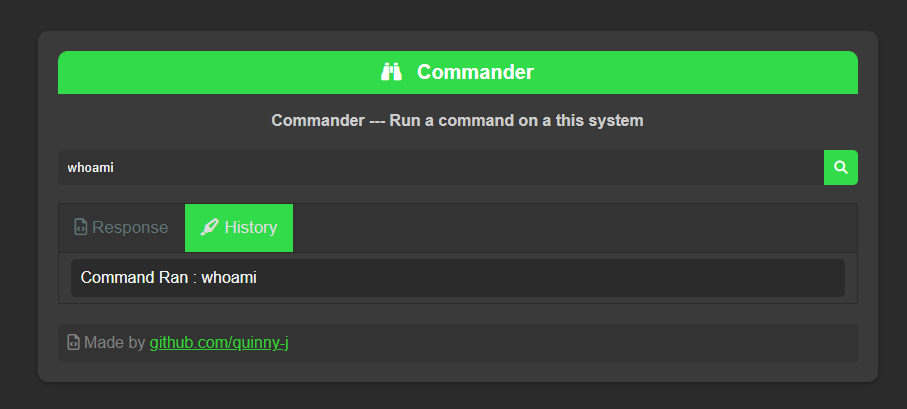 Commander
Commander --- Run a command on a this system
whoami
Response History
Command Ran : whoami
Made by github.com/quinny-j